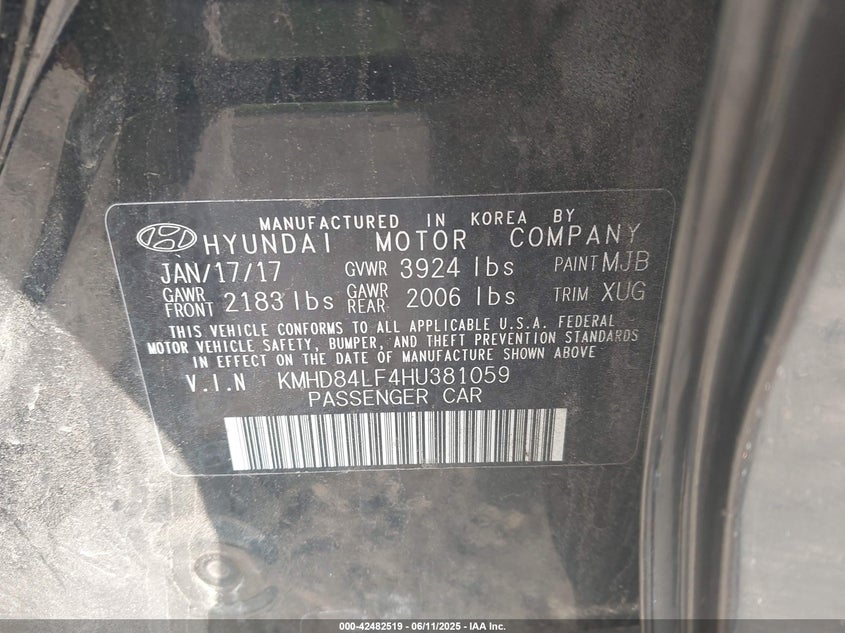 MANUFACTURED IN KOREA BY
HYUNDAI MOTOR COMPANY
JAN/17/17 GVWR 3924 lbs PAINT MJB
GAWR FRONT 2183 lbs GAWR REAR 2006 lbs TRIM XUG
THIS VEHICLE CONFORMS TO ALL APPLICABLE U.S.A. FEDERAL
MOTOR VEHICLE SAFETY, BUMPER, AND THEFT PREVENTION STANDARDS
IN EFFECT ON THE DATE OF MANUFACTURE SHOWN ABOVE
V.I.N KMHD84LF4HU381059
PASSENGER CAR
000-42482519 - 06/11/2025 - IAA Inc.